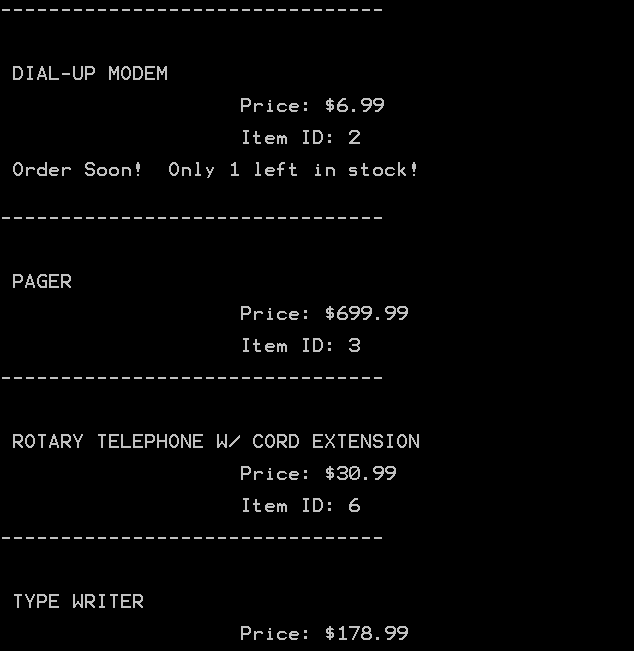 --------------------------------
DIAL-UP MODEM
Price: $6.99
Item ID: 2
Order Soon!  Only 1 left in stock!
--------------------------------
PAGER
Price: $699.99
Item ID: 3
--------------------------------
ROTARY TELEPHONE W/ CORD EXTENSION
Price: $30.99
Item ID: 6
--------------------------------
TYPE WRITER
Price: $178.99